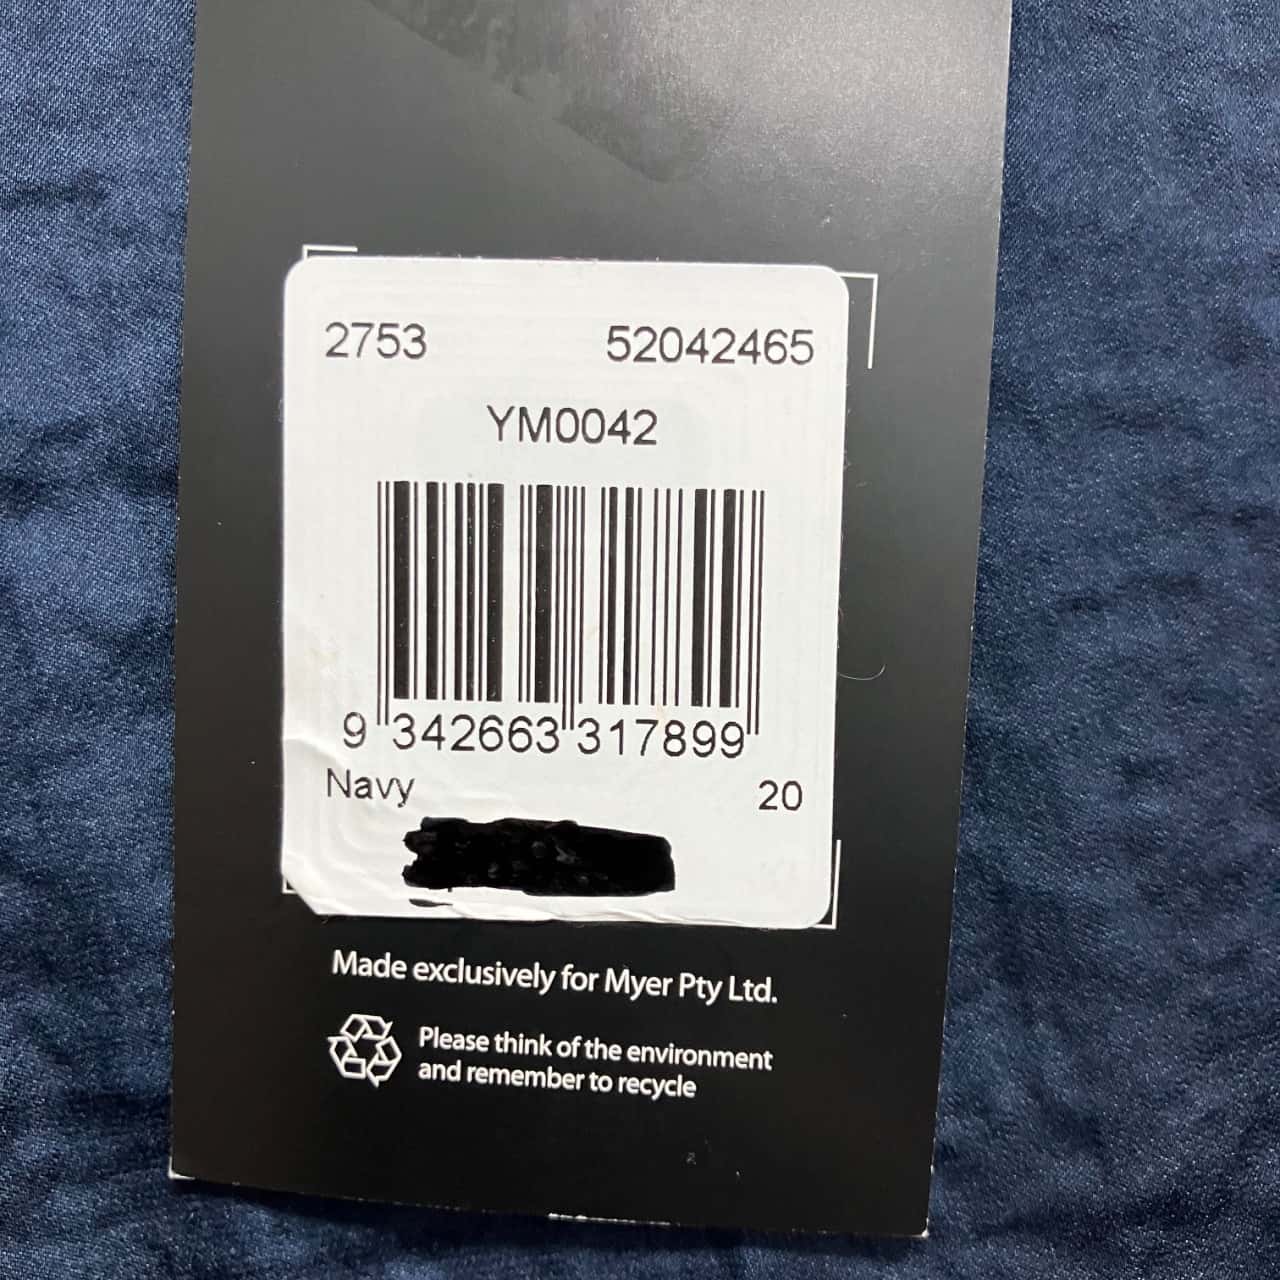 2753 52042465
YM0042
9 342663 317899
Navy 20
Made exclusively for Myer Pty Ltd.
Please think of the environment
and remember to recycle